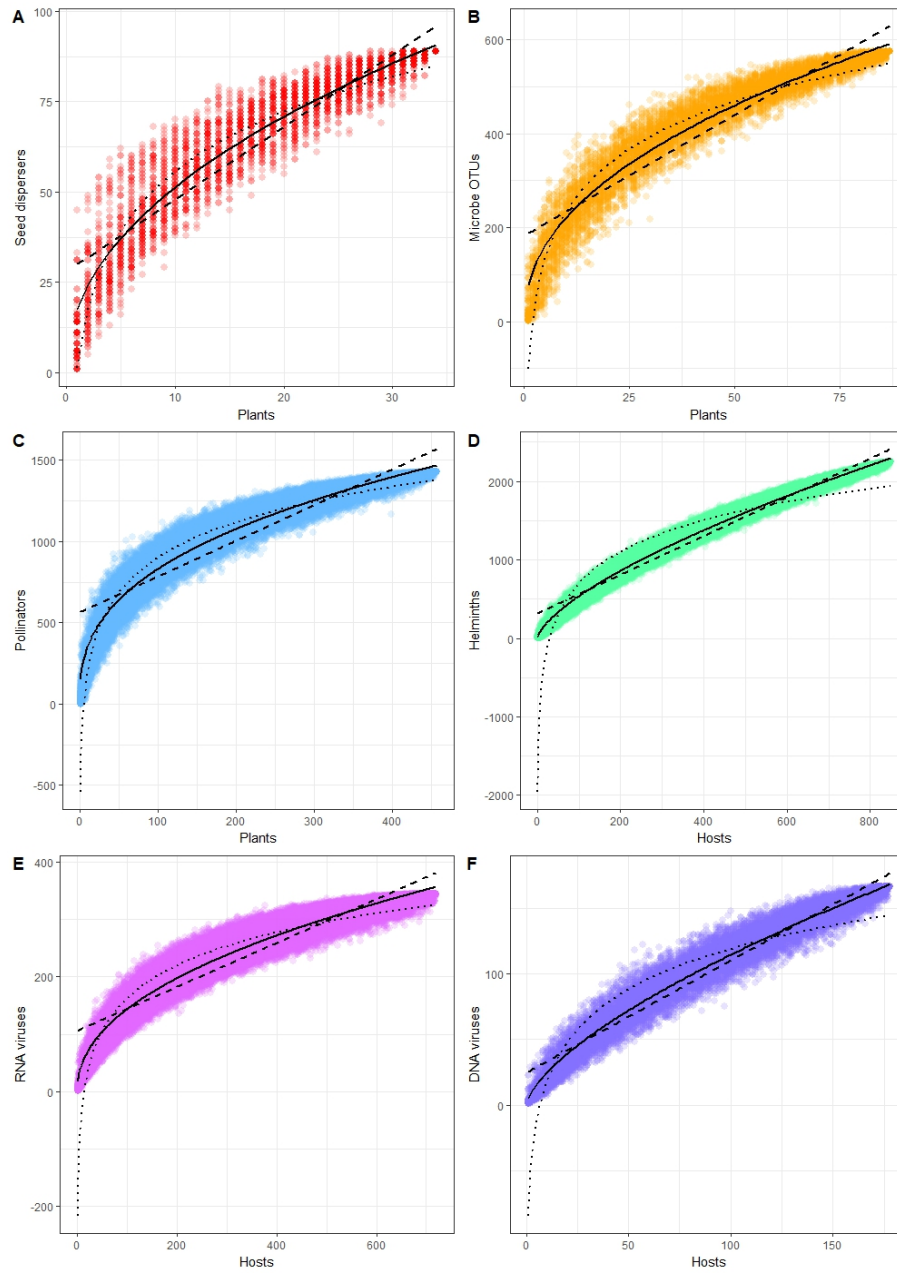 A
100
75
50
25
0
Seed dispersers
0 10 20 30
Plants
B
600
400
200
0
Microbe OTUs
0 25 50 75
Plants
C
1500
1000
500
0
-500
Pollinators
0 100 200 300 400
Plants
D
2000
1000
0
-1000
-2000
Helminths
0 200 400 600 800
Hosts
E
400
200
0
-200
RNA viruses
0 200 400 600
Hosts
F
100
0
DNA viruses
0 50 100 150
Hosts